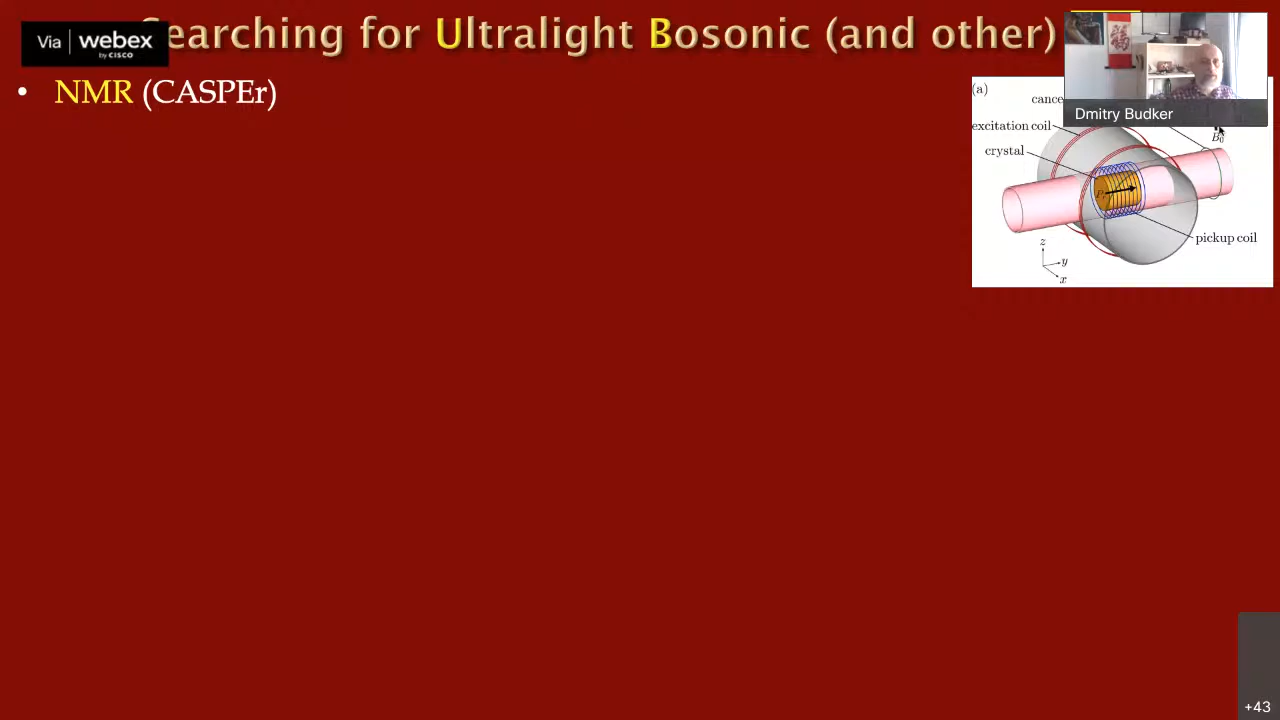 Via | webex
by CISCO
Searching for Ultralight Bosonic (and other)
• NMR (CASPEr)
(a)
excitation coil
crystal
B₀
pickup coil
z
y
x
Dmitry Budker
+43